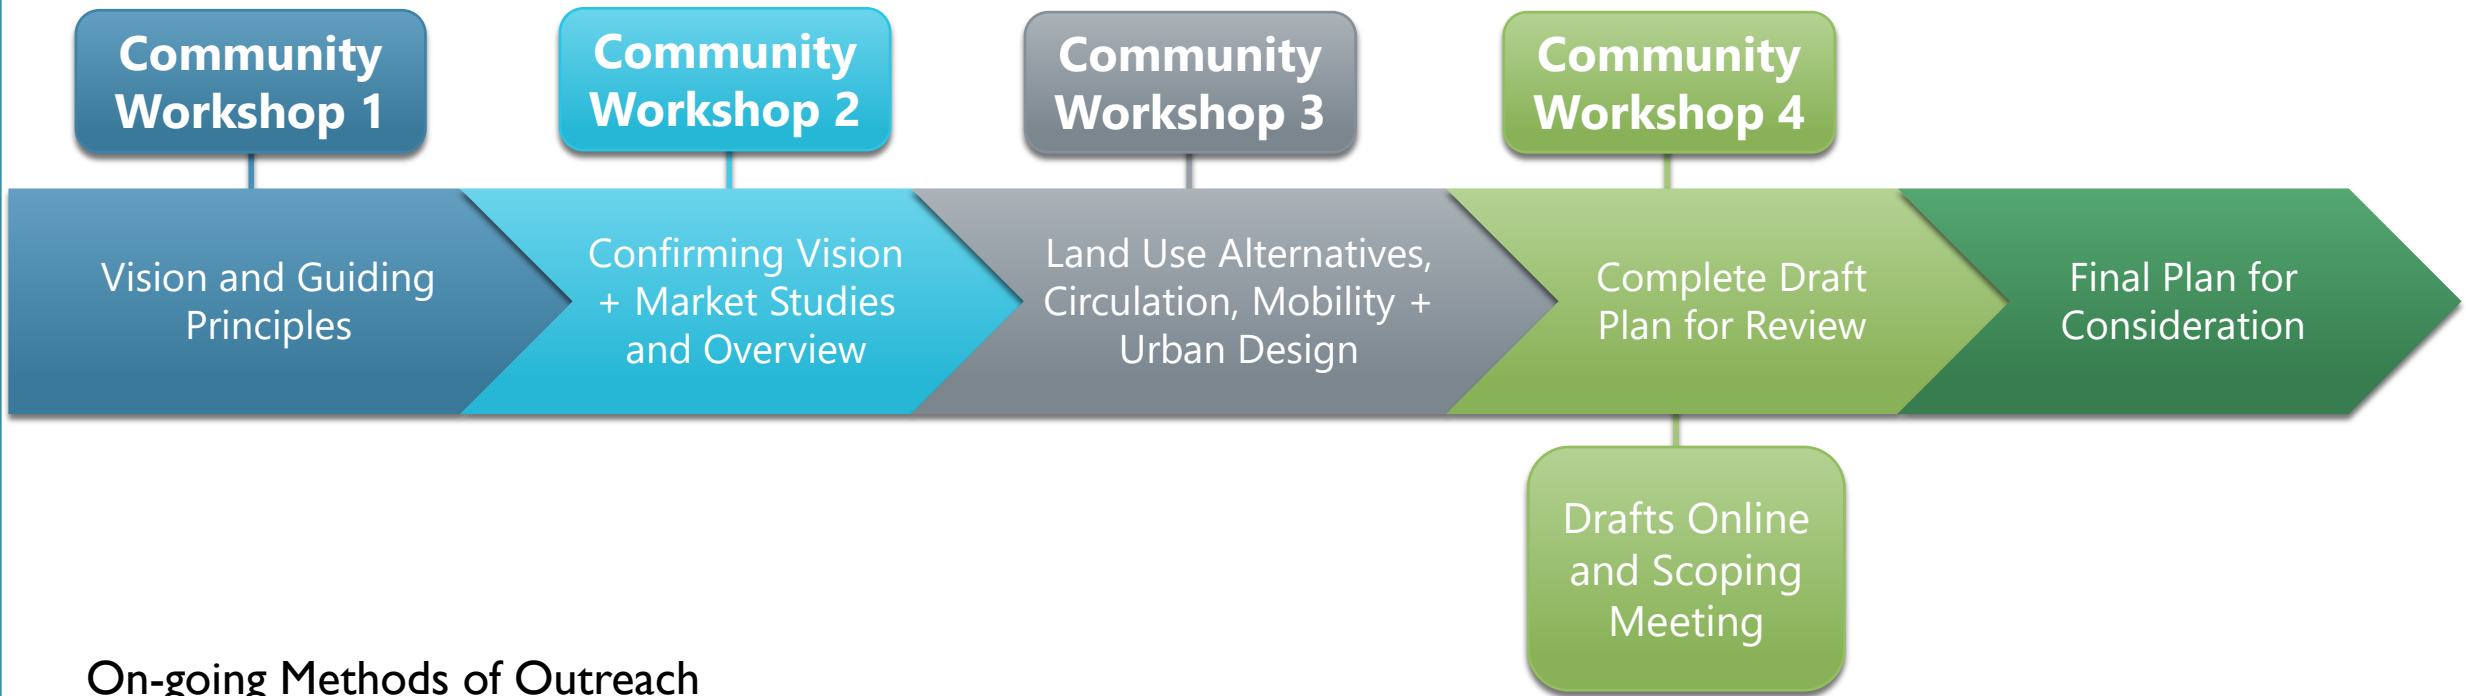 Community
Workshop 1
Community
Workshop 2
Community
Workshop 3
Community
Workshop 4
Vision and Guiding
Principles
Confirming Vision
+ Market Studies
and Overview
Land Use Alternatives,
Circulation, Mobility +
Urban Design
Complete Draft
Plan for Review
Final Plan for
Consideration
Drafts Online
and Scoping
Meeting
On-going Methods of Outreach